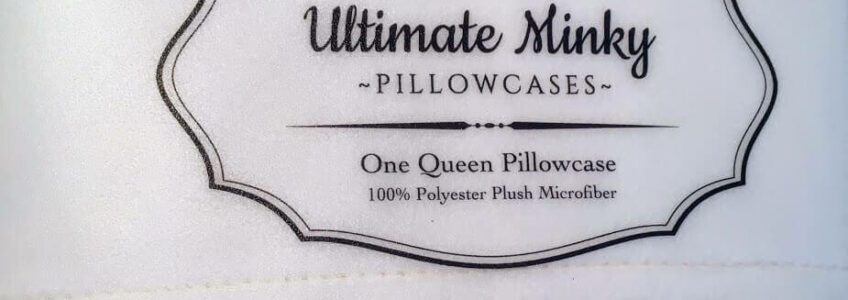 Ultimate Minky
~PILLOWCASES~
One Queen Pillowcase
100% Polyester Plush Microfiber